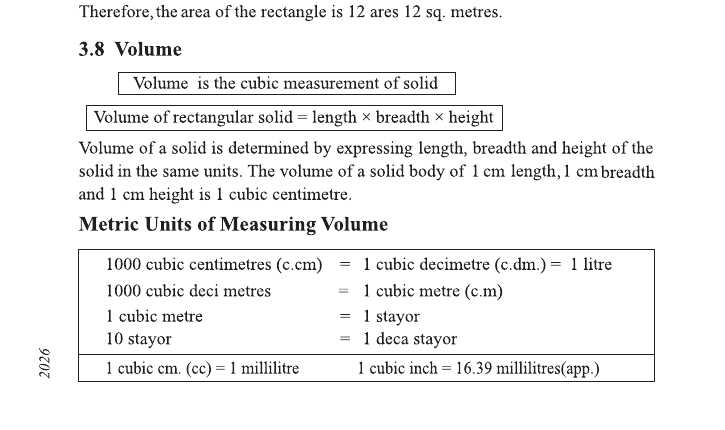 Therefore, the area of the rectangle is 12 ares 12 sq. metres.
3.8 Volume
Volume is the cubic measurement of solid
Volume of rectangular solid = length × breadth × height
Volume of a solid is determined by expressing length, breadth and height of the
solid in the same units. The volume of a solid body of 1 cm length, 1 cm breadth
and 1 cm height is 1 cubic centimetre.
Metric Units of Measuring Volume
1000 cubic centimetres (c.cm) = 1 cubic decimetre (c.dm.) = 1 litre
1000 cubic deci metres = 1 cubic metre (c.m)
1 cubic metre = 1 stayor
10 stayor = 1 deca stayor
1 cubic cm. (cc) = 1 millilitre 1 cubic inch = 16.39 millilitres(app.)
2026